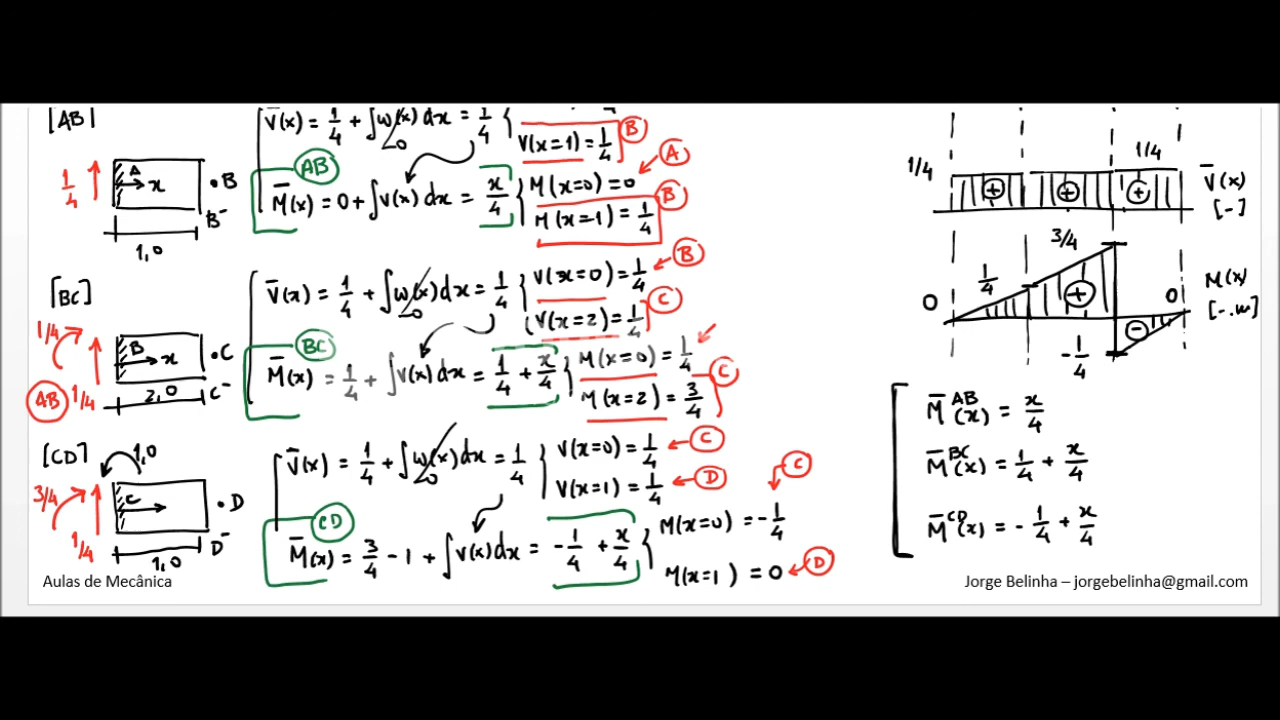 [AB]
V̄(x) = 1/4 + ∫w(x)dx = 1/4
=0
V(x=1) = 1/4
B
1/4
A
x
• B
B⁻
1,0
AB
M̄(x) = 0 + ∫V(x)dx = x/4
M(x=0) = 0
A
M(x=1) = 1/4
B
[BC]
V̄(x) = 1/4 + ∫w(x)dx = 1/4
=0
V(x=0) = 1/4
B
V(x=2) = 1/4
C
1/4
B
x
• C
C⁻
AB
1/4
2,0
BC
M̄(x) = 1/4 + ∫V(x)dx = 1/4 + x/4
M(x=0) = 1/4
M(x=2) = 3/4
C
[CD]
1,0
3/4
C
• D
D⁻
1/4
1,0
V̄(x) = 1/4 + ∫w(x)dx = 1/4
=0
V(x=0) = 1/4
C
V(x=1) = 1/4
D
CD
M̄(x) = 3/4 - 1 + ∫V(x)dx = -1/4 + x/4
M(x=0) = -1/4
C
M(x=1) = 0
D
1/4
1/4
V̄(x)
[-]
+
+
+
3/4
1/4
0
0
M(x)
[-.m]
+
-
-1/4
M̄ᴬᴮ(x) = x/4
M̄ᴮᶜ(x) = 1/4 + x/4
M̄ᶜᴰ(x) = -1/4 + x/4
Aulas de Mecânica
Jorge Belinha – jorgebelinha@gmail.com